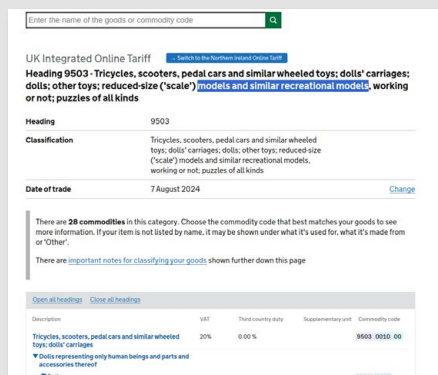 Enter the name of the goods or commodity code
UK Integrated Online Tariff
Switch to the Northern Ireland Online Tariff
Heading 9503 - Tricycles, scooters, pedal cars and similar wheeled toys; dolls' carriages;
dolls; other toys; reduced-size ('scale') models and similar recreational models, working
or not; puzzles of all kinds
Heading 9503
Classification Tricycles, scooters, pedal cars and similar wheeled
toys; dolls' carriages; dolls; other toys; reduced-size
('scale') models and similar recreational models,
working or not; puzzles of all kinds
Date of trade 7 August 2024 Change
There are 28 commodities in this category. Choose the commodity code that best matches your goods to see
more information. If your item is not listed by name, it may be shown under what it's used for, what it's made from
or 'Other'.
There are important notes for classifying your goods shown further down this page
Open all headings Close all headings
Description VAT Third country duty Supplementary unit Commodity code
Tricycles, scooters, pedal cars and similar wheeled 20% 0.00 % 9503 0010 00
toys; dolls' carriages
Dolls representing only human beings and parts and
accessories thereof